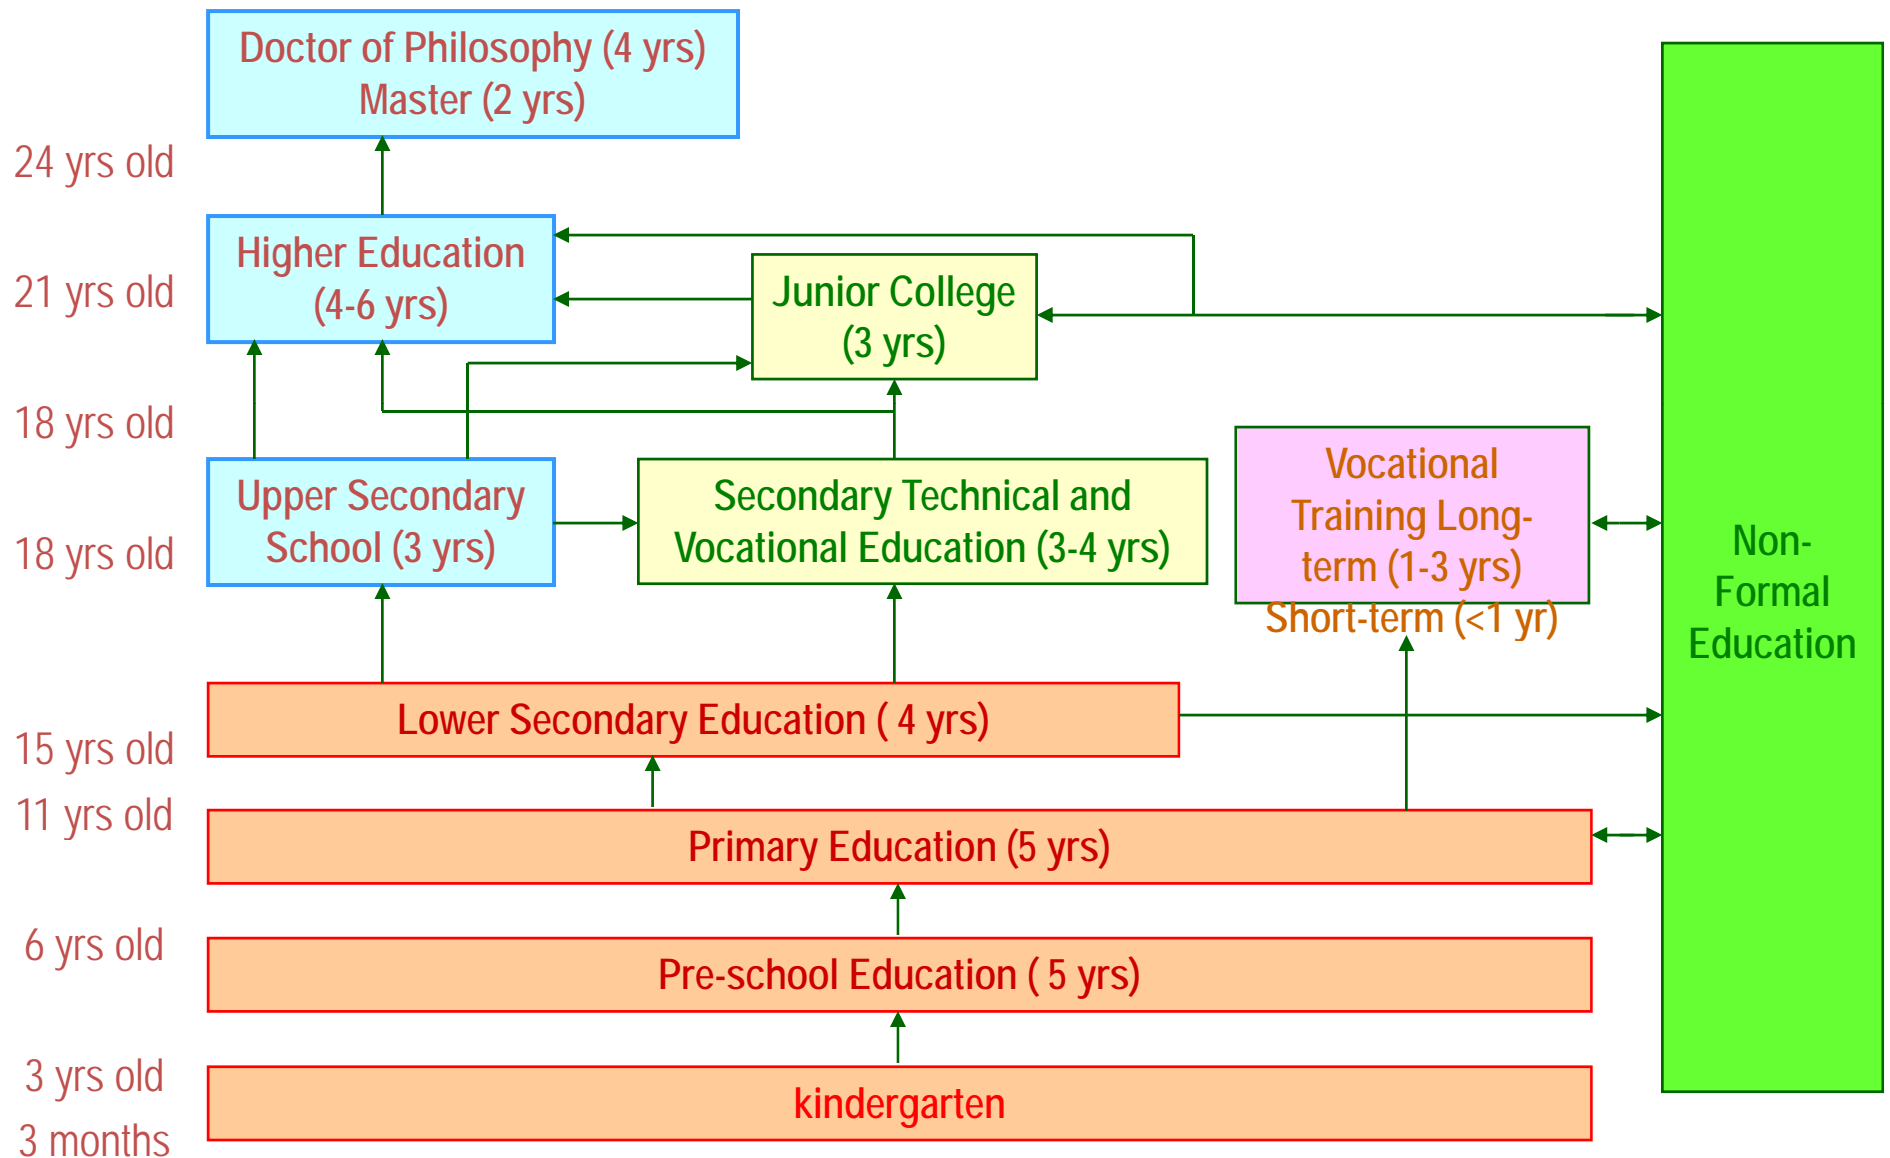 Doctor of Philosophy (4 yrs)
Master (2 yrs)
24 yrs old
Higher Education
(4-6 yrs)
21 yrs old
Junior College
(3 yrs)
18 yrs old
Upper Secondary
School (3 yrs)
Secondary Technical and
Vocational Education (3-4 yrs)
Vocational
Training Long-
term (1-3 yrs)
Short-term (<1 yr)
18 yrs old
Non-
Formal
Education
Lower Secondary Education ( 4 yrs)
15 yrs old
11 yrs old
Primary Education (5 yrs)
6 yrs old
Pre-school Education ( 5 yrs)
3 yrs old
kindergarten
3 months